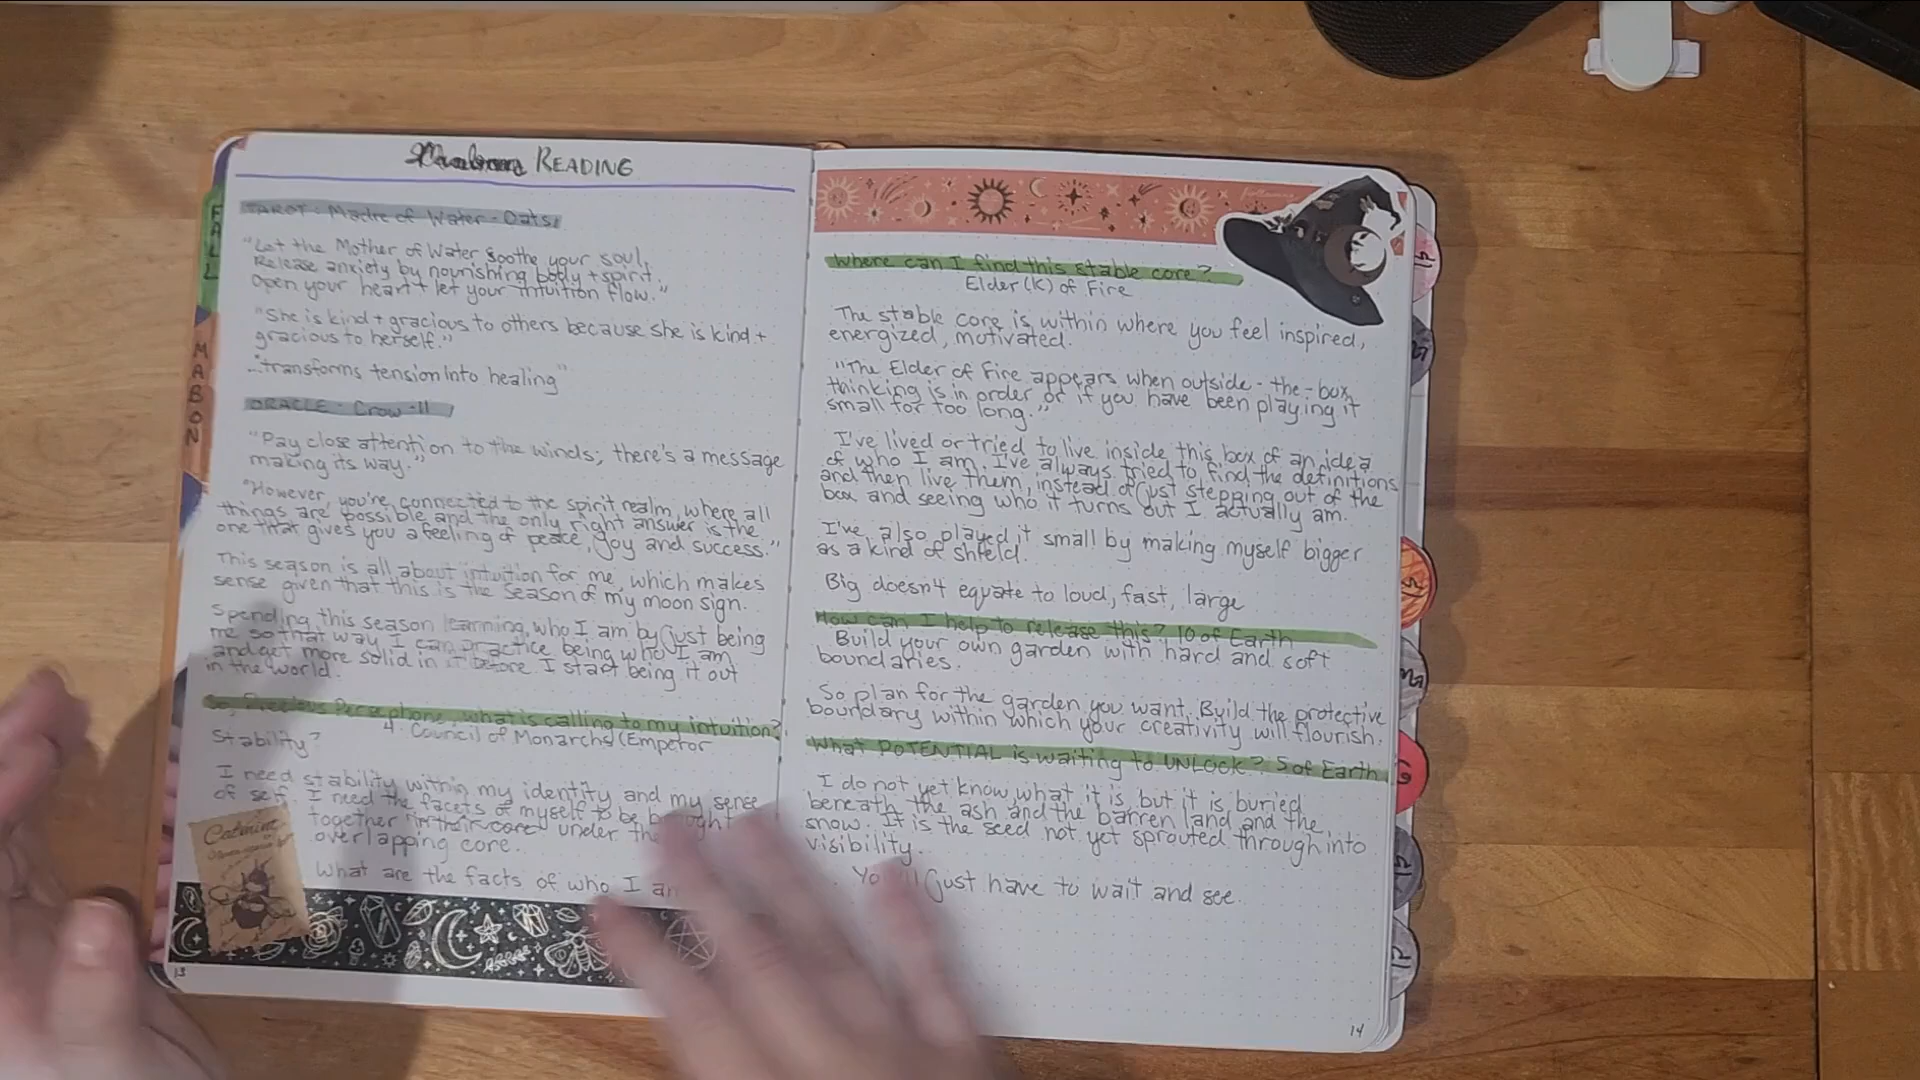 READING
TAROT - Madre of Water - Oats
"Let the Mother of Water soothe your soul,
Release anxiety by nourishing body + spirit.
Open your heart + let your intuition flow."
"She is kind + gracious to others because she is kind +
gracious to herself."
"...transforms tension into healing"
ORACLE - Crow - 11
"Pay close attention to the winds; there's a message
making its way."
"However, you're connected to the spirit realm, where all
things are possible and the only right answer is the
one that gives you a feeling of peace, joy and success."
This season is all about intuition for me, which makes
sense given that this is the season of my moon sign.
Spending this season learning who I am by just being
me so that way I can practice being who I am
and get more solid in it before I start being it out
in the world.
So, Precious Persephone, what is calling to my intuition?
4. Council of Monarchs (Emperor
Stability?
I need stability within my identity and my sense
of self. I need the facets of myself to be brought
together in their core under the
overlapping core.
What are the facts of who I am
Catmint
13
FALL
MABON
Where can I find this stable core?
Elder (K) of Fire
The stable core is within where you feel inspired,
energized, motivated.
"The Elder of Fire appears when outside-the-box
thinking is in order or if you have been playing it
small for too long."
I've lived or tried to live inside this box of an idea
of who I am. I've always tried to find the definitions
and then live them, instead of just stepping out of the
box and seeing who it turns out I actually am.
I've also played it small by making myself bigger
as a kind of shield.
Big doesn't equate to loud, fast, large
How can I help to release this? 10 of Earth
Build your own garden with hard and soft
boundaries.
So plan for the garden you want. Build the protective
boundary within which your creativity will flourish.
What POTENTIAL is waiting to UNLOCK? 5 of Earth
I do not yet know what it is but it is buried
beneath the ash and the barren land and the
snow. It is the seed not yet sprouted through into
visibility.
just have to wait and see.
14